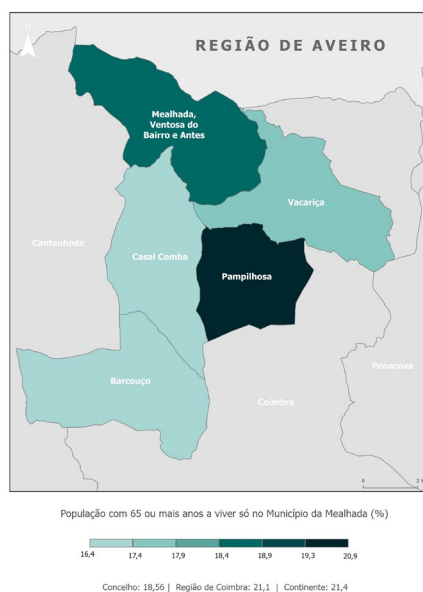 REGIÃO DE AVEIRO
N
Mealhada,
Ventosa do
Bairro e Antes
Vacariça
Cantanhede
Casal Comba
Pampilhosa
Penacova
Barcouço
Coimbra
0
População com 65 ou mais anos a viver só no Município da Mealhada (%)
16,4 17,4 17,9 18,4 18,9 19,3 20,9
Concelho: 18,56 | Região de Coimbra: 21,1 | Continente: 21,4